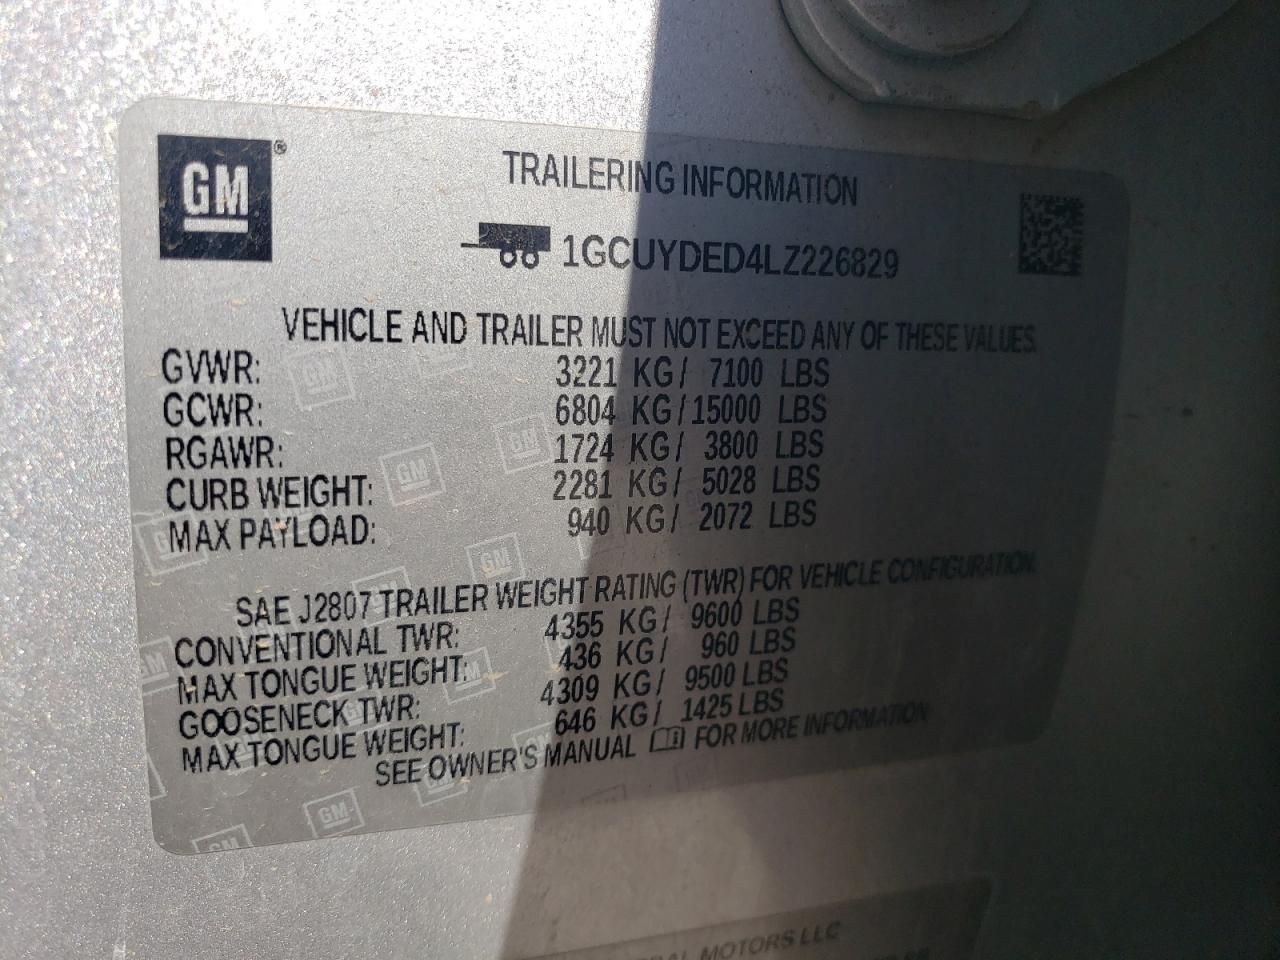 GM®
TRAILERING INFORMATION
1GCUYDED4LZ226829
VEHICLE AND TRAILER MUST NOT EXCEED ANY OF THESE VALUES.
GVWR: 3221 KG/ 7100 LBS
GCWR: 6804 KG/15000 LBS
RGAWR: 1724 KG/ 3800 LBS
CURB WEIGHT: 2281 KG/ 5028 LBS
MAX PAYLOAD: 940 KG/ 2072 LBS
SAE J2807 TRAILER WEIGHT RATING (TWR) FOR VEHICLE CONFIGURATION.
CONVENTIONAL TWR: 4355 KG/ 9600 LBS
MAX TONGUE WEIGHT: 436 KG/ 960 LBS
GOOSENECK TWR: 4309 KG/ 9500 LBS
MAX TONGUE WEIGHT: 646 KG/ 1425 LBS
SEE OWNER'S MANUAL FOR MORE INFORMATION
MOTORS LLC